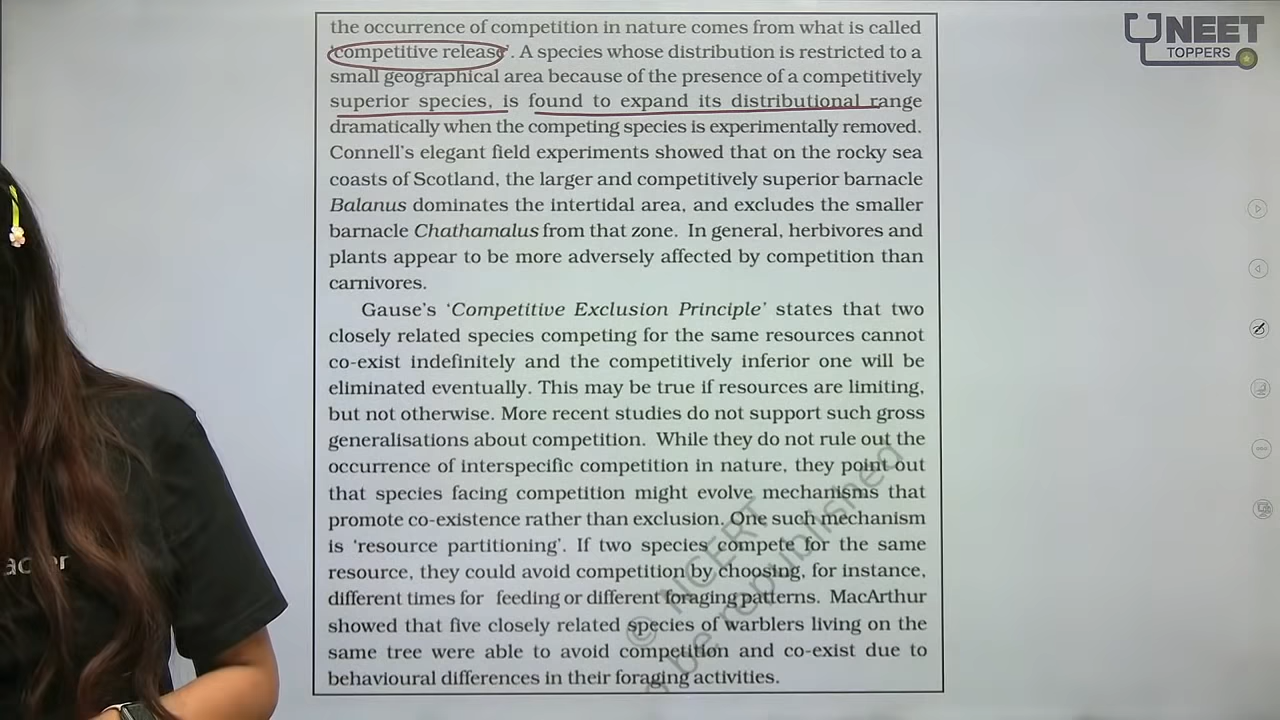 the occurrence of competition in nature comes from what is called
'competitive release'. A species whose distribution is restricted to a
small geographical area because of the presence of a competitively
superior species, is found to expand its distributional range
dramatically when the competing species is experimentally removed.
Connell's elegant field experiments showed that on the rocky sea
coasts of Scotland, the larger and competitively superior barnacle
Balanus dominates the intertidal area, and excludes the smaller
barnacle Chathamalus from that zone. In general, herbivores and
plants appear to be more adversely affected by competition than
carnivores.
Gause's 'Competitive Exclusion Principle' states that two
closely related species competing for the same resources cannot
co-exist indefinitely and the competitively inferior one will be
eliminated eventually. This may be true if resources are limiting,
but not otherwise. More recent studies do not support such gross
generalisations about competition. While they do not rule out the
occurrence of interspecific competition in nature, they point out
that species facing competition might evolve mechanisms that
promote co-existence rather than exclusion. One such mechanism
is 'resource partitioning'. If two species compete for the same
resource, they could avoid competition by choosing, for instance,
different times for feeding or different foraging patterns. MacArthur
showed that five closely related species of warblers living on the
same tree were able to avoid competition and co-exist due to
behavioural differences in their foraging activities.
© NCERT
be republished
UNEET
TOPPERS